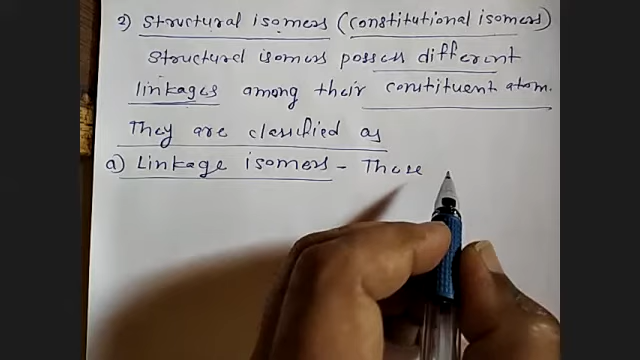 2) Structural isomers (constitutional isomers)
Structural isomers possess different
linkages among their constituent atom.
They are classified as
a) Linkage isomers - Those